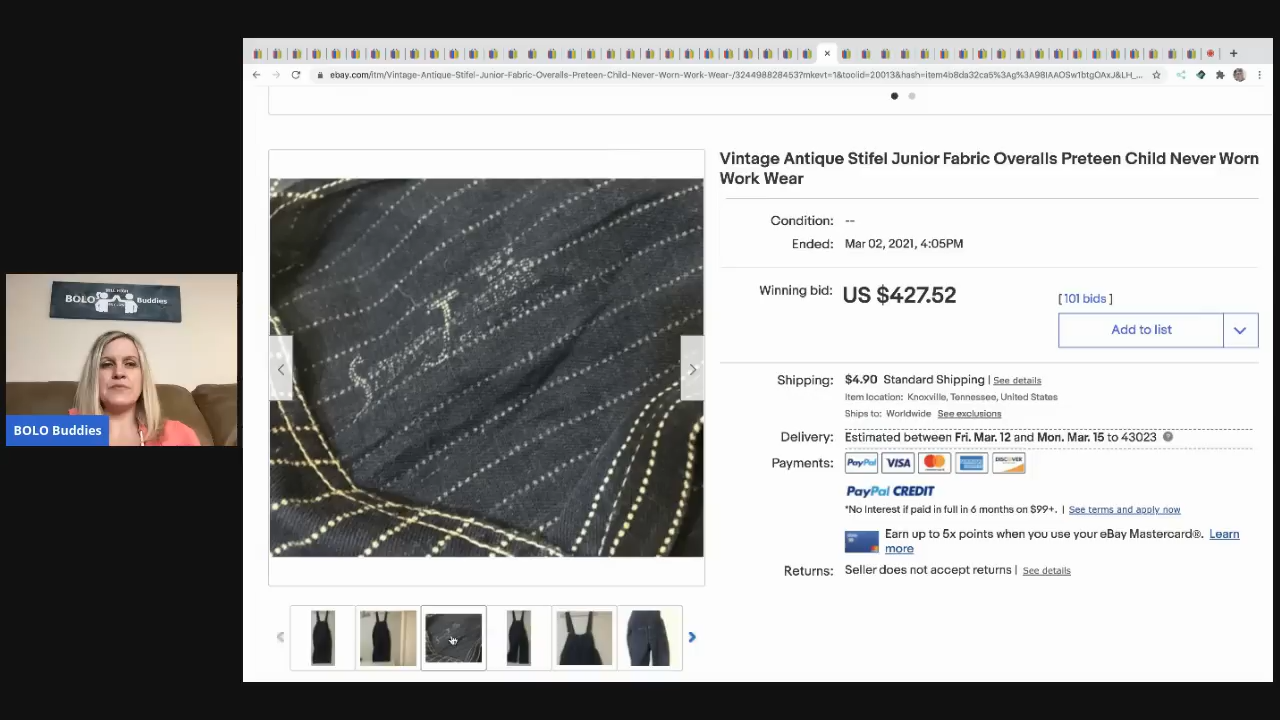 ebay.com/itm/Vintage-Antique-Stifel-Junior-Fabric-Overalls-Preteen-Child-Never-Worn-Work-Wear-/324498828453?mkevt=1&toolid=20013&hash=item4b8da32ca5%3Ag%3A98IAAOSw1btgOAxJ&LH_...
Vintage Antique Stifel Junior Fabric Overalls Preteen Child Never Worn
Work Wear
Condition: --
Ended: Mar 02, 2021, 4:05PM
Winning bid: US $427.52 [ 101 bids ]
Add to list
Shipping: $4.90 Standard Shipping | See details
Item location: Knoxville, Tennessee, United States
Ships to: Worldwide See exclusions
Delivery: Estimated between Fri. Mar. 12 and Mon. Mar. 15 to 43023
Payments: PayPal VISA MasterCard DISCOVER
PayPal CREDIT
*No Interest if paid in full in 6 months on $99+. | See terms and apply now
Earn up to 5x points when you use your eBay Mastercard®. Learn
more
Returns: Seller does not accept returns | See details
BOLO Buddies
BOLO Buddies